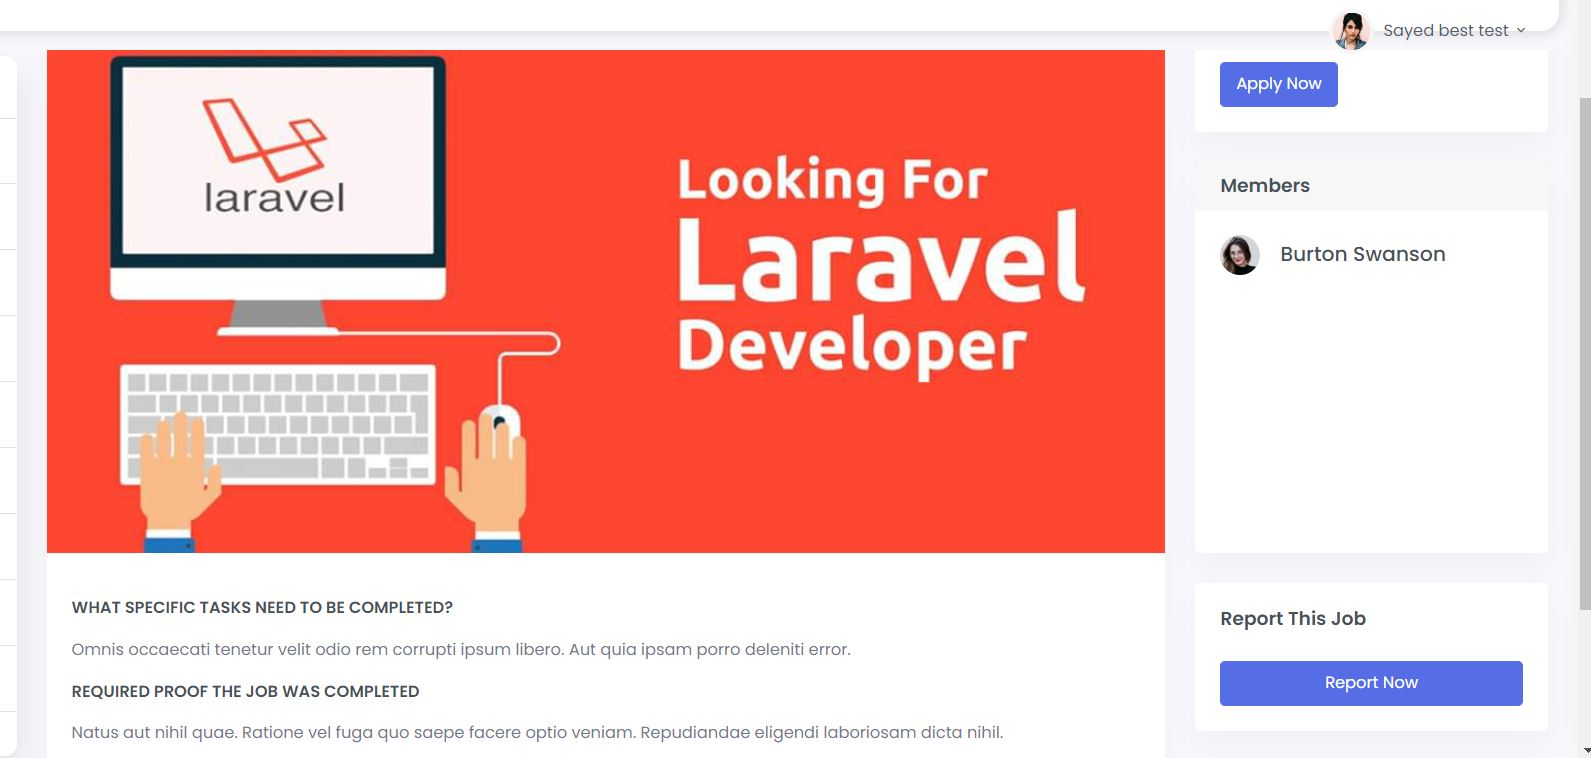 Sayed best test
laravel
Looking For
Laravel
Developer
WHAT SPECIFIC TASKS NEED TO BE COMPLETED?
Omnis occaecati tenetur velit odio rem corrupti ipsum libero. Aut quia ipsam porro deleniti error.
REQUIRED PROOF THE JOB WAS COMPLETED
Natus aut nihil quae. Ratione vel fuga quo saepe facere optio veniam. Repudiandae eligendi laboriosam dicta nihil.
Apply Now
Members
Burton Swanson
Report This Job
Report Now